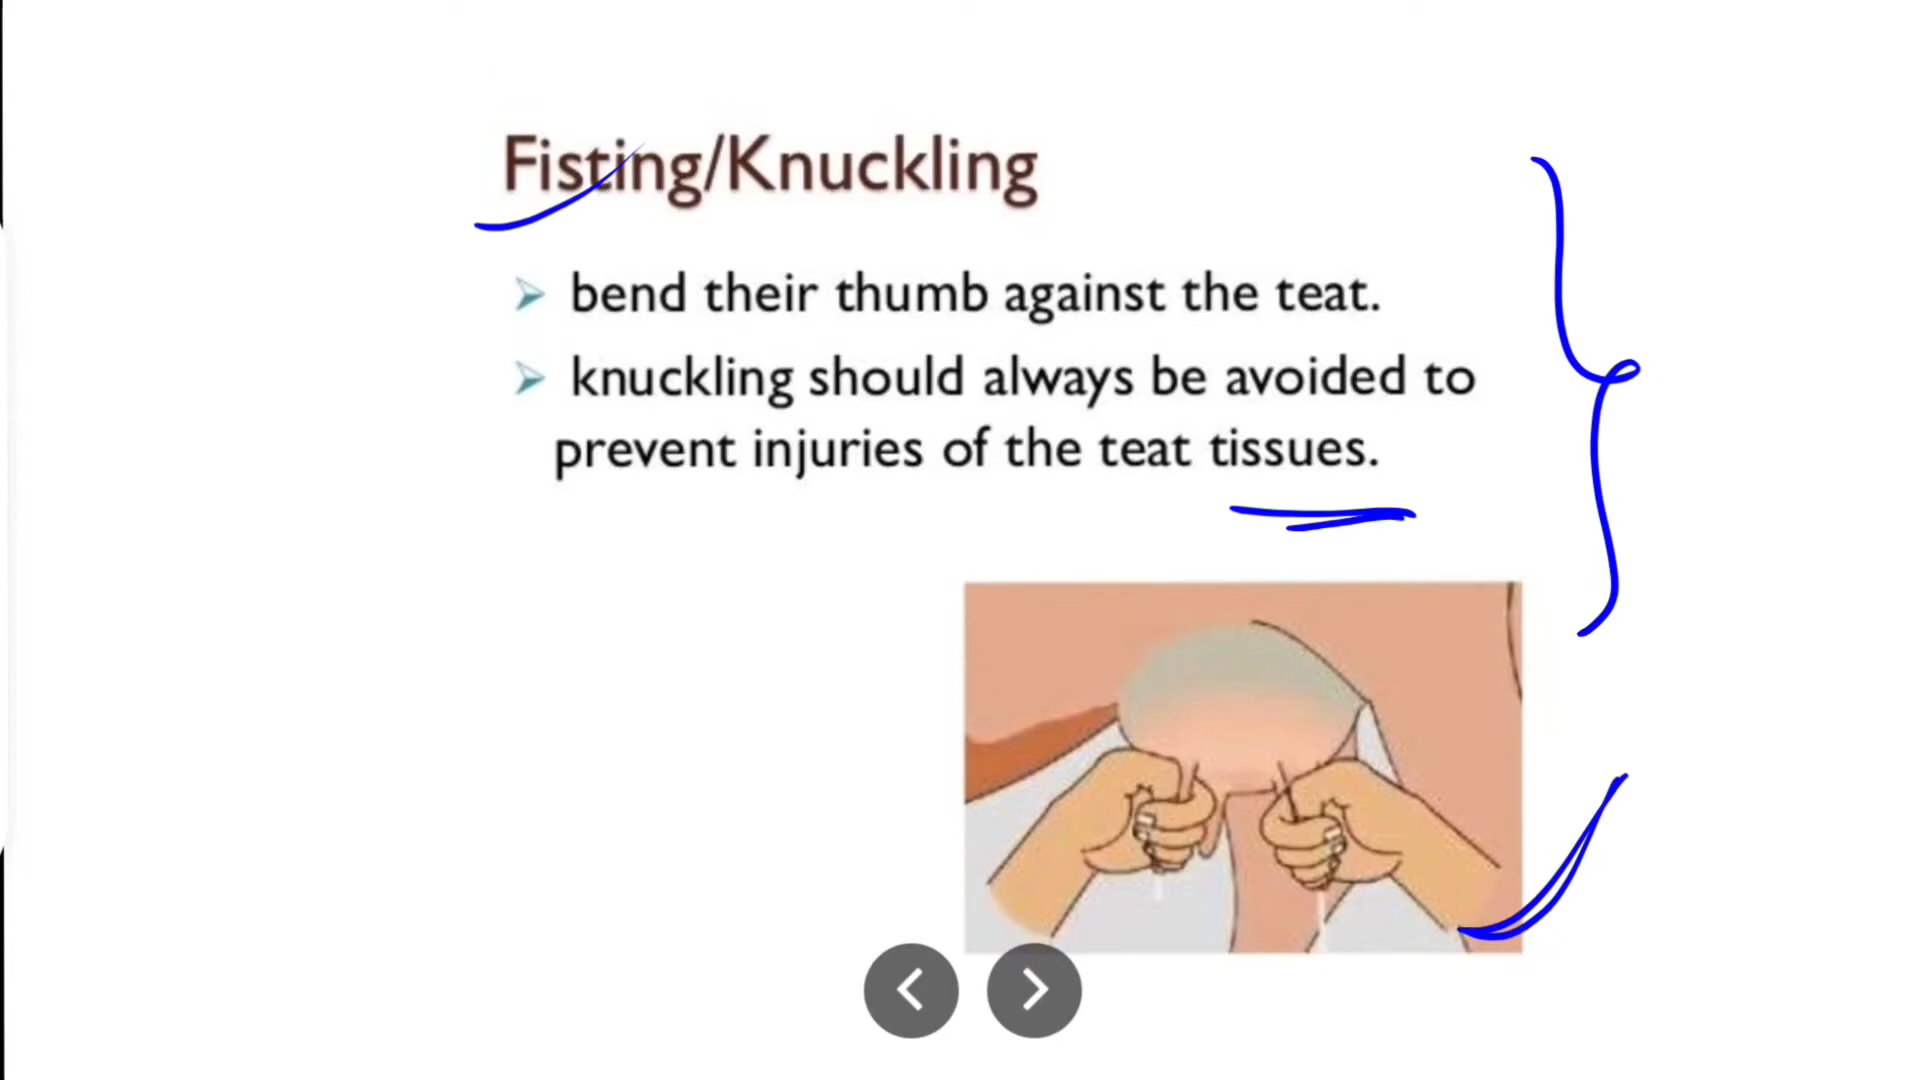 Fisting/Knuckling
bend their thumb against the teat.
knuckling should always be avoided to
prevent injuries of the teat tissues.